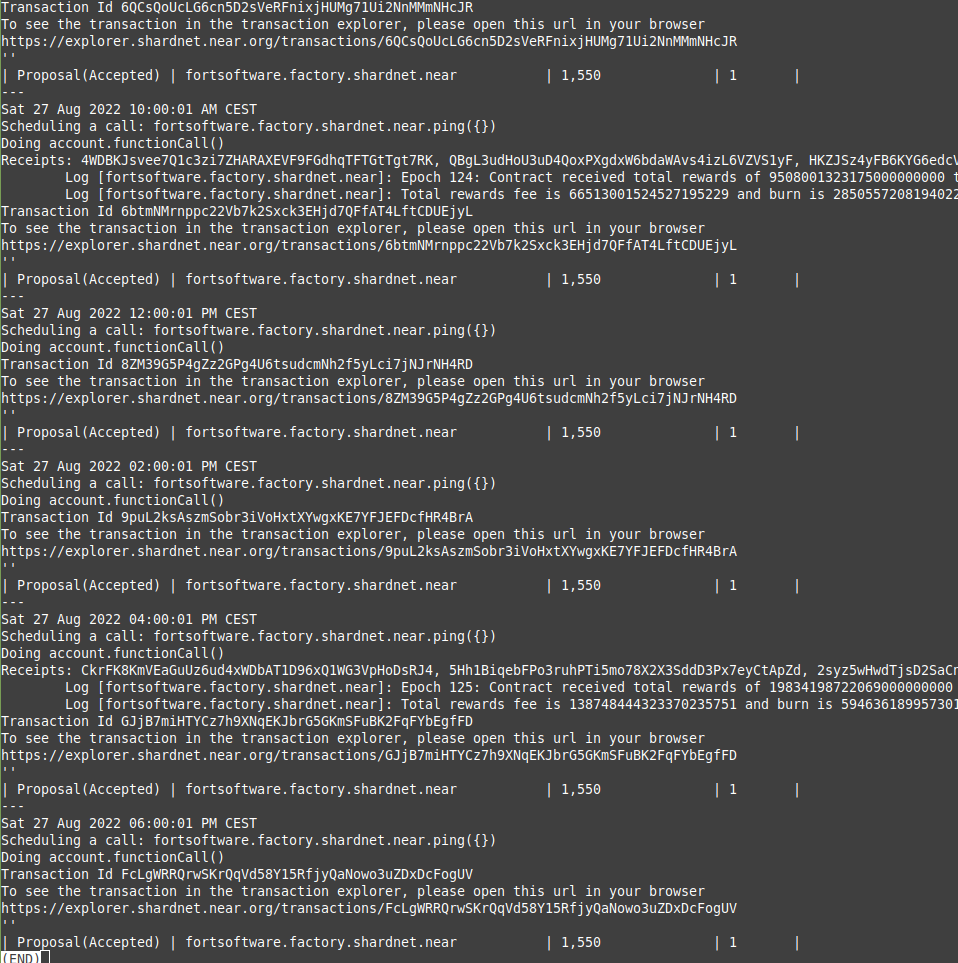 Transaction Id 6QCsQoUcLG6cn5D2sVeRFnixjHUMg71Ui2NnMMmNHcJR
To see the transaction in the transaction explorer, please open this url in your browser
https://explorer.shardnet.near.org/transactions/6QCsQoUcLG6cn5D2sVeRFnixjHUMg71Ui2NnMMmNHcJR
''
| Proposal(Accepted) | fortsoftware.factory.shardnet.near | 1,550 | 1 |
---
Sat 27 Aug 2022 10:00:01 AM CEST
Scheduling a call: fortsoftware.factory.shardnet.near.ping({})
Doing account.functionCall()
Receipts: 4WDBKJsvee7Q1c3zi7ZHARAXEVF9FGdhqTFTGtTgt7RK, QBgL3udHoU3uD4QoxPXgdxW6bdaWAvs4izL6VZVS1yF, HKZJSz4yFB6KYG6edcV
Log [fortsoftware.factory.shardnet.near]: Epoch 124: Contract received total rewards of 9508001323175000000000 t
Log [fortsoftware.factory.shardnet.near]: Total rewards fee is 66513001524527195229 and burn is 2850557208194022
Transaction Id 6btmNMrnppc22Vb7k2Sxck3EHjd7QFfAT4LftCDUEjyL
To see the transaction in the transaction explorer, please open this url in your browser
https://explorer.shardnet.near.org/transactions/6btmNMrnppc22Vb7k2Sxck3EHjd7QFfAT4LftCDUEjyL
''
| Proposal(Accepted) | fortsoftware.factory.shardnet.near | 1,550 | 1 |
---
Sat 27 Aug 2022 12:00:01 PM CEST
Scheduling a call: fortsoftware.factory.shardnet.near.ping({})
Doing account.functionCall()
Transaction Id 8ZM39G5P4gZz2GPg4U6tsudcmNh2f5yLci7jNJrNH4RD
To see the transaction in the transaction explorer, please open this url in your browser
https://explorer.shardnet.near.org/transactions/8ZM39G5P4gZz2GPg4U6tsudcmNh2f5yLci7jNJrNH4RD
''
| Proposal(Accepted) | fortsoftware.factory.shardnet.near | 1,550 | 1 |
---
Sat 27 Aug 2022 02:00:01 PM CEST
Scheduling a call: fortsoftware.factory.shardnet.near.ping({})
Doing account.functionCall()
Transaction Id 9puL2ksAszmSobr3iVoHxtXYwgxKE7YFJEFDcfHR4BrA
To see the transaction in the transaction explorer, please open this url in your browser
https://explorer.shardnet.near.org/transactions/9puL2ksAszmSobr3iVoHxtXYwgxKE7YFJEFDcfHR4BrA
''
| Proposal(Accepted) | fortsoftware.factory.shardnet.near | 1,550 | 1 |
---
Sat 27 Aug 2022 04:00:01 PM CEST
Scheduling a call: fortsoftware.factory.shardnet.near.ping({})
Doing account.functionCall()
Receipts: CkrFK8KmVEaGuUz6ud4xWDbAT1D96xQ1WG3VpHoDsRJ4, 5Hh1BiqebFPo3ruhPTi5mo78X2X3SddD3Px7eyCtApZd, 2syz5wHwdTjsD2SaCr
Log [fortsoftware.factory.shardnet.near]: Epoch 125: Contract received total rewards of 19834198722069000000000
Log [fortsoftware.factory.shardnet.near]: Total rewards fee is 138748444323370235751 and burn is 594636189957301
Transaction Id GJjB7miHTYCz7h9XNqEKJbrG5GKmSFuBK2FqFYbEgfFD
To see the transaction in the transaction explorer, please open this url in your browser
https://explorer.shardnet.near.org/transactions/GJjB7miHTYCz7h9XNqEKJbrG5GKmSFuBK2FqFYbEgfFD
''
| Proposal(Accepted) | fortsoftware.factory.shardnet.near | 1,550 | 1 |
---
Sat 27 Aug 2022 06:00:01 PM CEST
Scheduling a call: fortsoftware.factory.shardnet.near.ping({})
Doing account.functionCall()
Transaction Id FcLgWRRQrwSKrQqVd58Y15RfjyQaNowo3uZDxDcFogUV
To see the transaction in the transaction explorer, please open this url in your browser
https://explorer.shardnet.near.org/transactions/FcLgWRRQrwSKrQqVd58Y15RfjyQaNowo3uZDxDcFogUV
''
| Proposal(Accepted) | fortsoftware.factory.shardnet.near | 1,550 | 1 |
(END)